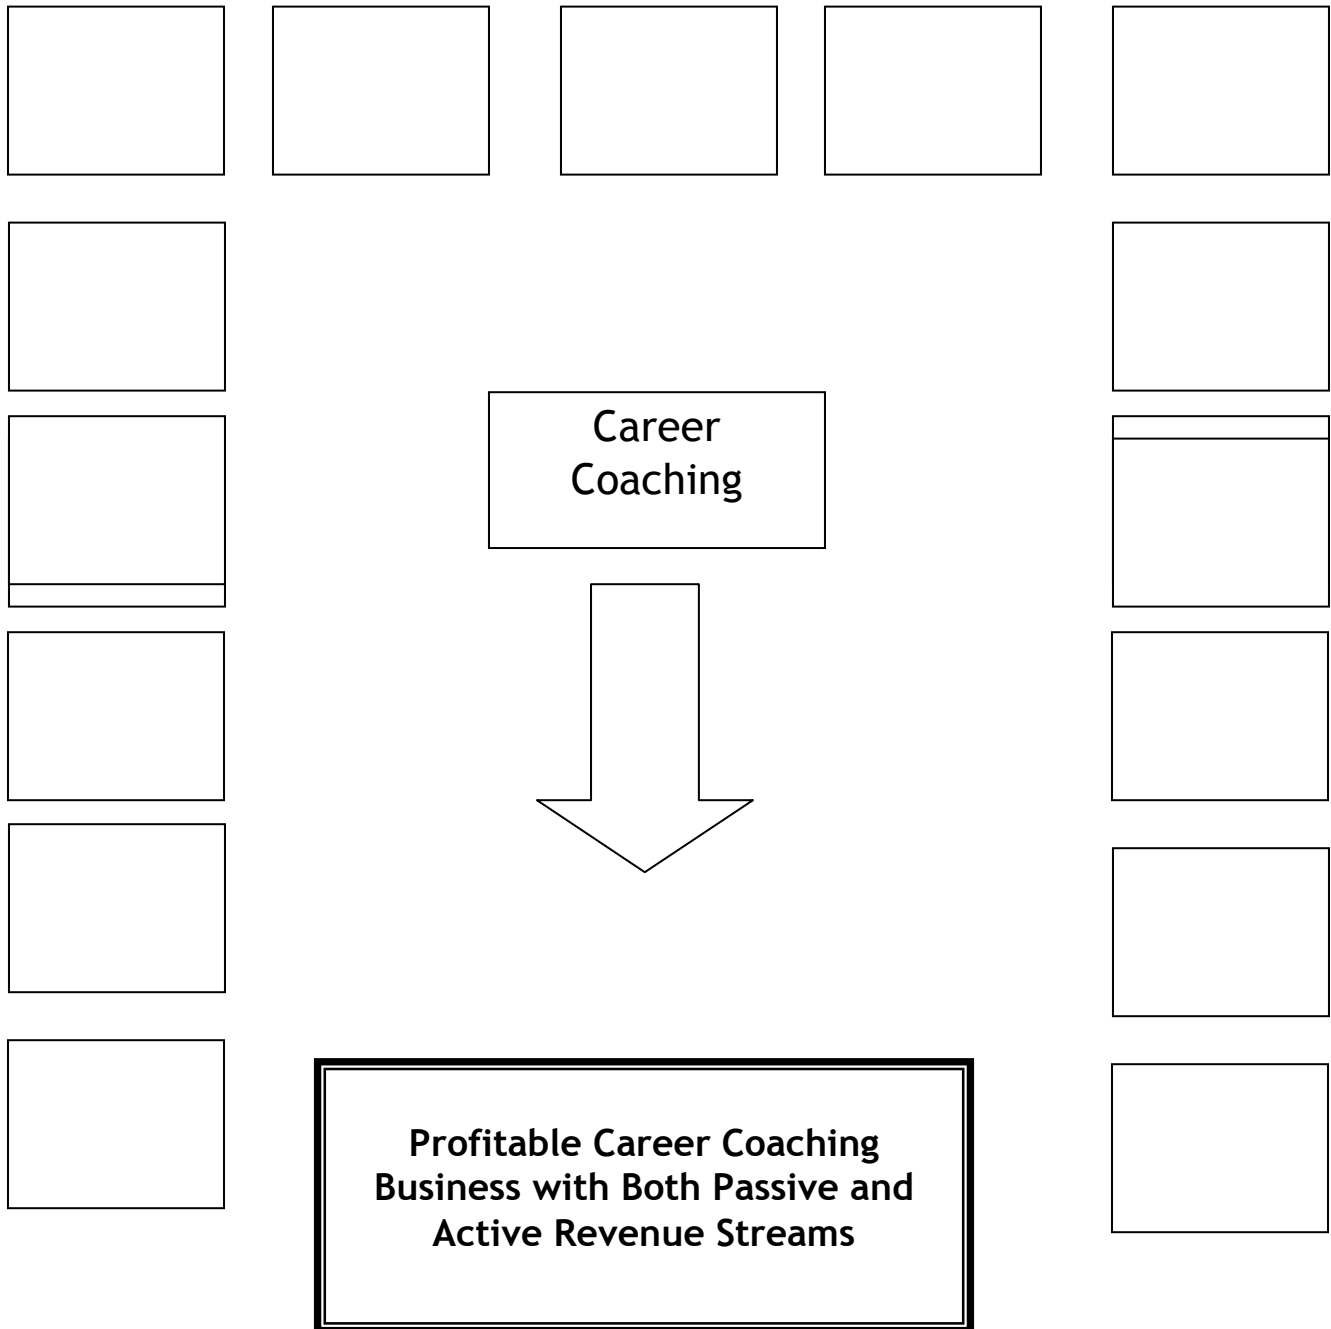 Career
Coaching
Profitable Career Coaching
Business with Both Passive and
Active Revenue Streams